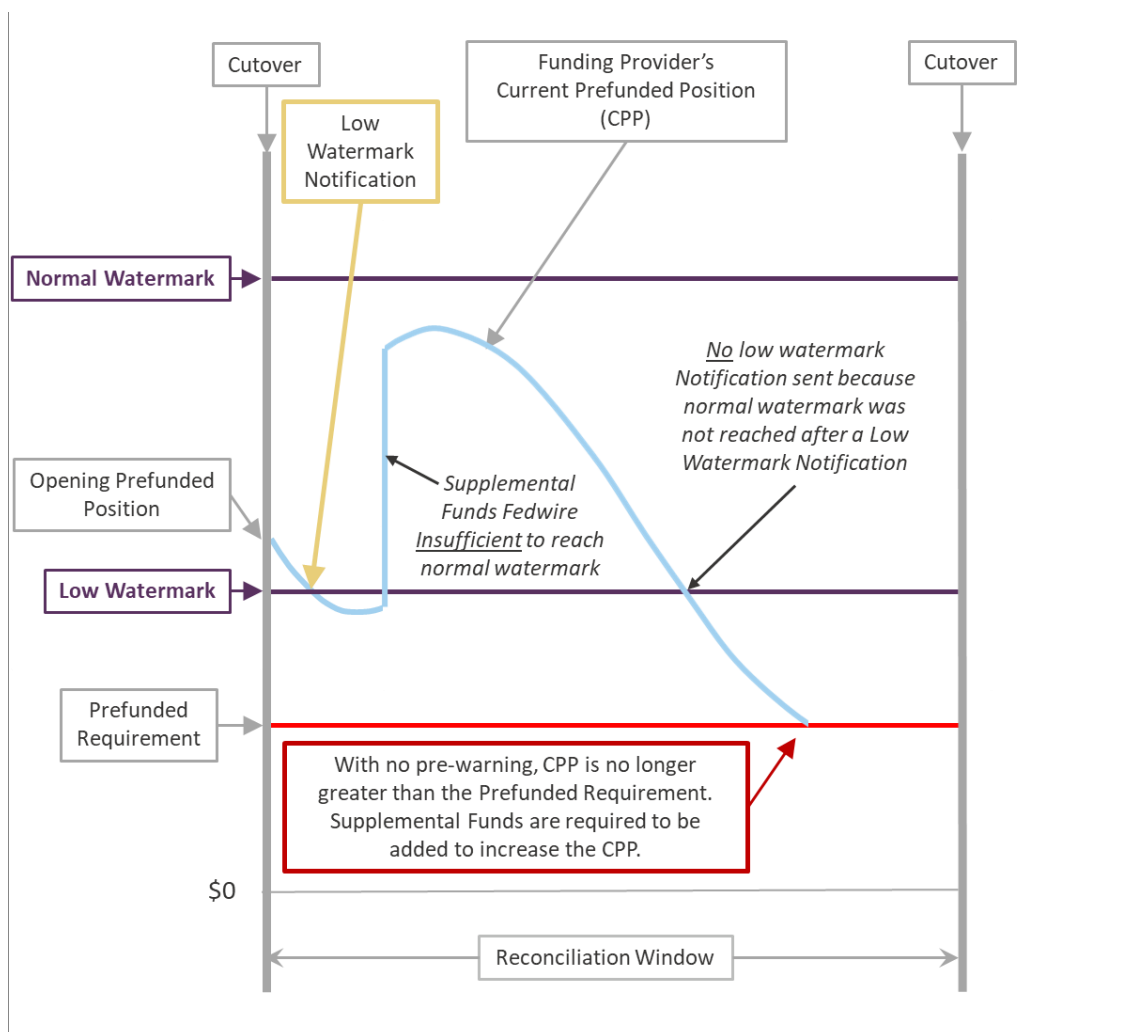 Cutover
Funding Provider’s
Current Prefunded Position
(CPP)
Cutover
Low
Watermark
Notification
Normal Watermark
No low watermark
Notification sent because
normal watermark was
not reached after a Low
Watermark Notification
Opening Prefunded
Position
Supplemental
Funds Fedwire
Insufficient to reach
normal watermark
Low Watermark
Prefunded
Requirement
With no pre-warning, CPP is no longer
greater than the Prefunded Requirement.
Supplemental Funds are required to be
added to increase the CPP.
$0
Reconciliation Window